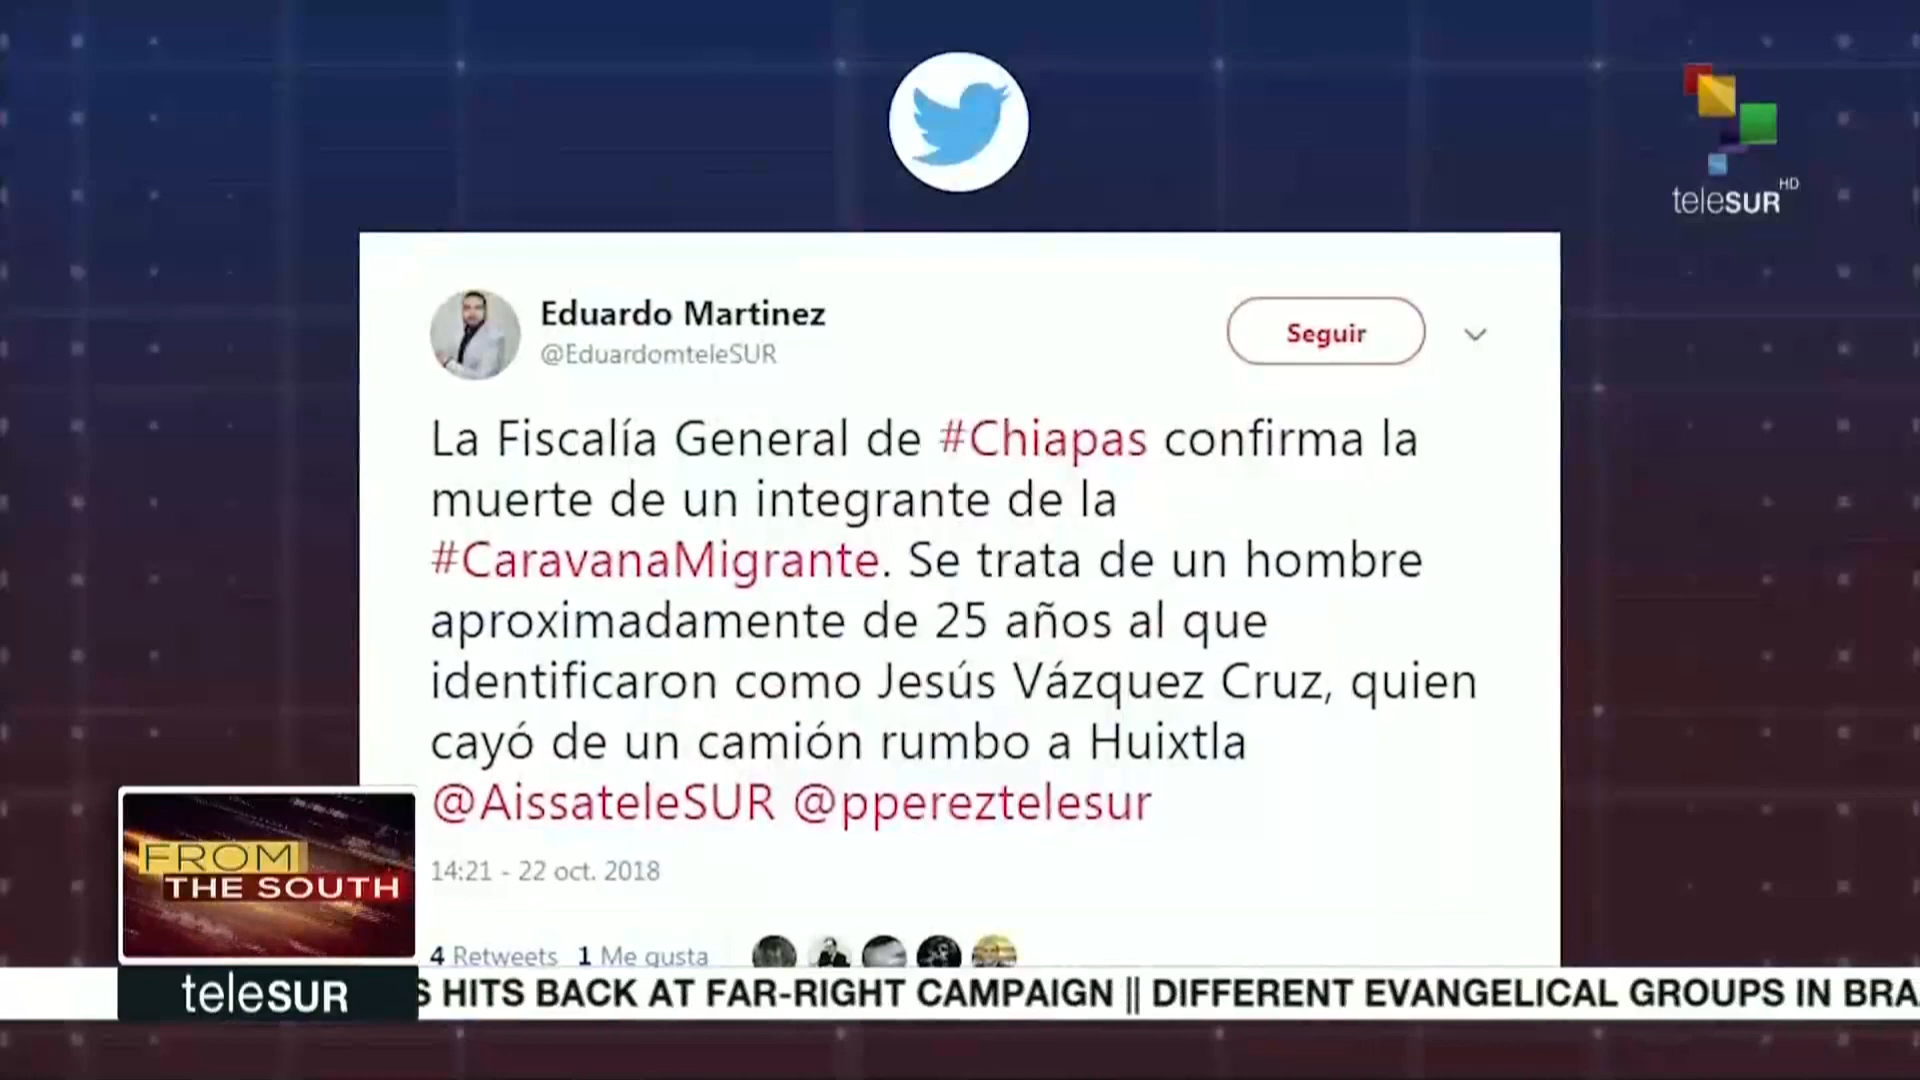 teleSUR HD
Eduardo Martinez
@EduardomteleSUR
Seguir
La Fiscalía General de #Chiapas confirma la
muerte de un integrante de la
#CaravanaMigrante. Se trata de un hombre
aproximadamente de 25 años al que
identificaron como Jesús Vázquez Cruz, quien
cayó de un camión rumbo a Huixtla
@AissateleSUR @ppereztelesur
14:21 - 22 oct. 2018
4 Retweets 1 Me gusta
FROM
THE SOUTH
teleSUR
S HITS BACK AT FAR-RIGHT CAMPAIGN || DIFFERENT EVANGELICAL GROUPS IN BRA